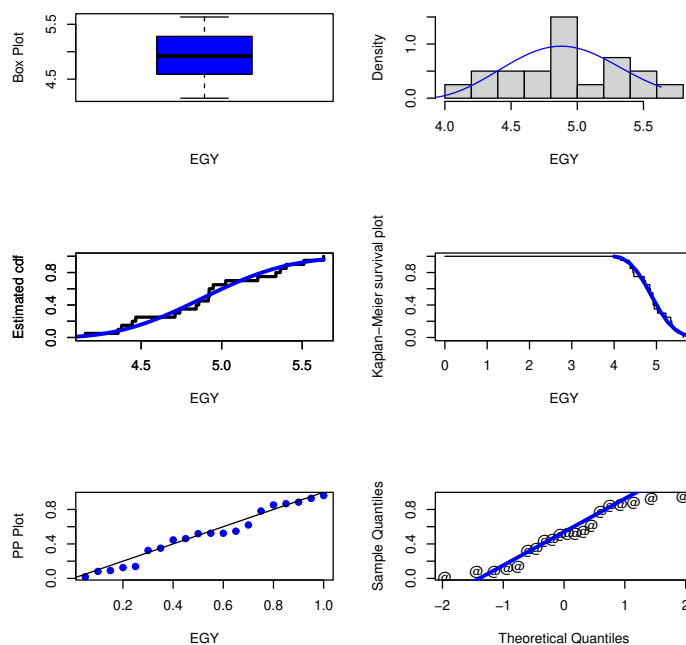 Box Plot
5.5
4.5
EGY
Density
1.0
0.0
4.0 4.5 5.0 5.5
EGY
Estimated cdf
0.8
0.4
0.0
4.5 5.0 5.5
EGY
Kaplan−Meier survival plot
0.8
0.4
0.0
0 1 2 3 4 5
EGY
PP Plot
0.8
0.4
0.0
0.2 0.4 0.6 0.8 1.0
EGY
Sample Quantiles
0.8
0.4
0.0
−2 −1 0 1 2
Theoretical Quantiles